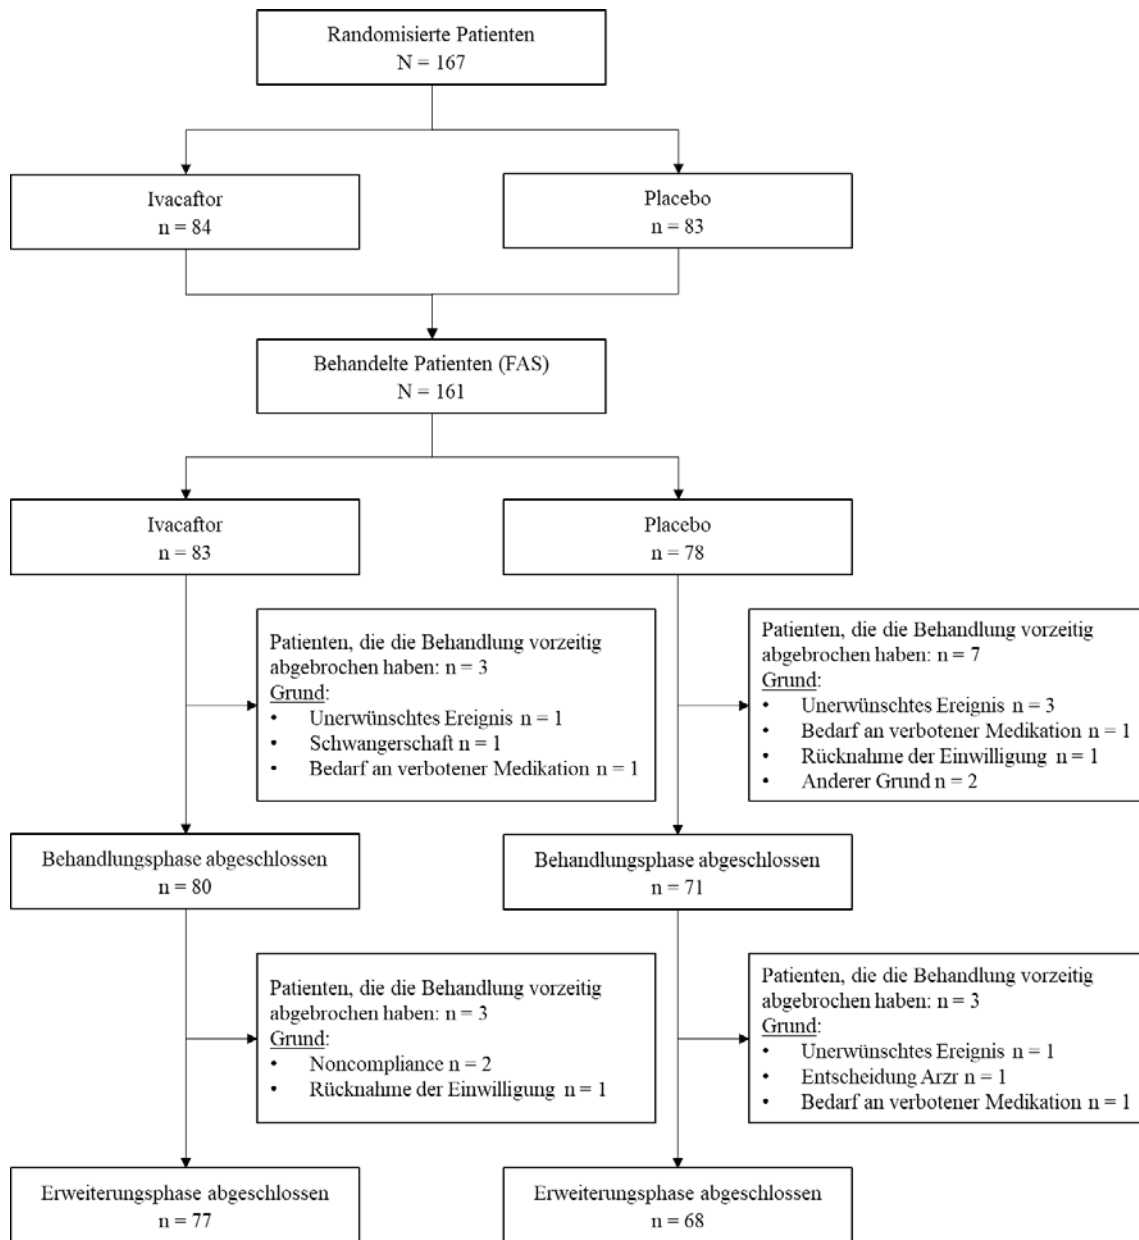 Randomisierte Patienten
N = 167
Ivacaftor
n = 84
Placebo
n = 83
Behandelte Patienten (FAS)
N = 161
Ivacaftor
n = 83
Placebo
n = 78
Patienten, die die Behandlung vorzeitig
abgebrochen haben: n = 3
Grund:
• Unerwünschtes Ereignis n = 1
• Schwangerschaft n = 1
• Bedarf an verbotener Medikation n = 1
Patienten, die die Behandlung vorzeitig
abgebrochen haben: n = 7
Grund:
• Unerwünschtes Ereignis n = 3
• Bedarf an verbotener Medikation n = 1
• Rücknahme der Einwilligung n = 1
• Anderer Grund n = 2
Behandlungsphase abgeschlossen
n = 80
Behandlungsphase abgeschlossen
n = 71
Patienten, die die Behandlung vorzeitig
abgebrochen haben: n = 3
Grund:
• Noncompliance n = 2
• Rücknahme der Einwilligung n = 1
Patienten, die die Behandlung vorzeitig
abgebrochen haben: n = 3
Grund:
• Unerwünschtes Ereignis n = 1
• Entscheidung Arzr n = 1
• Bedarf an verbotener Medikation n = 1
Erweiterungsphase abgeschlossen
n = 77
Erweiterungsphase abgeschlossen
n = 68